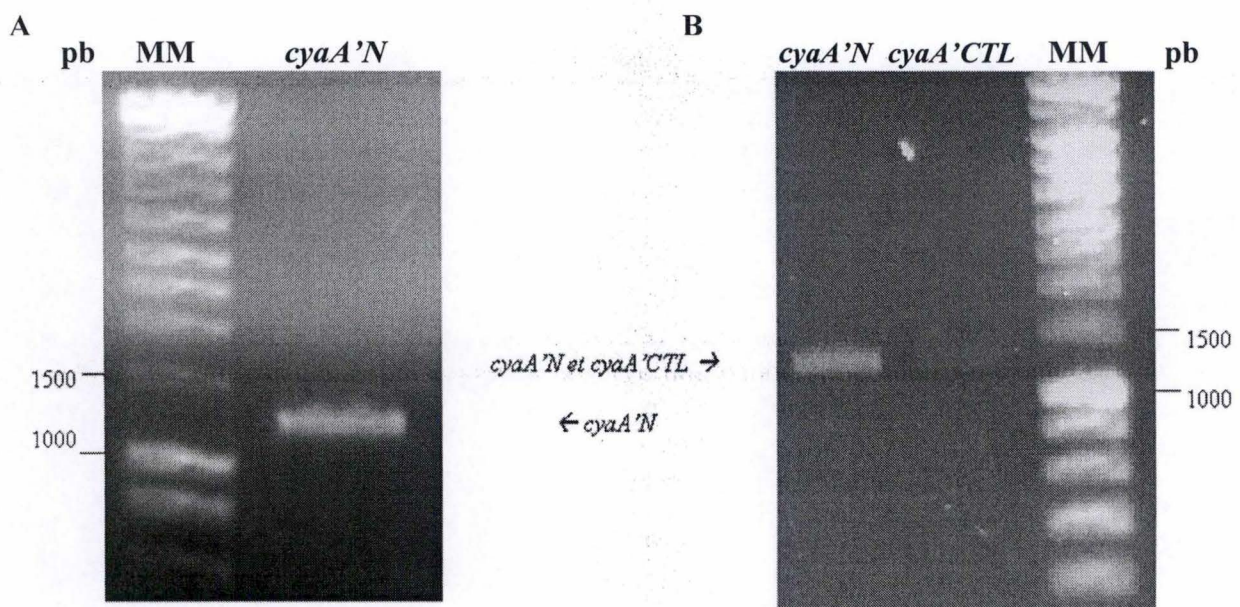 A
pb MM cyaA’N
1500
1000
cyaA’N et cyaA’CTL →
← cyaA’N
B
cyaA’N cyaA’CTL MM pb
1500
1000